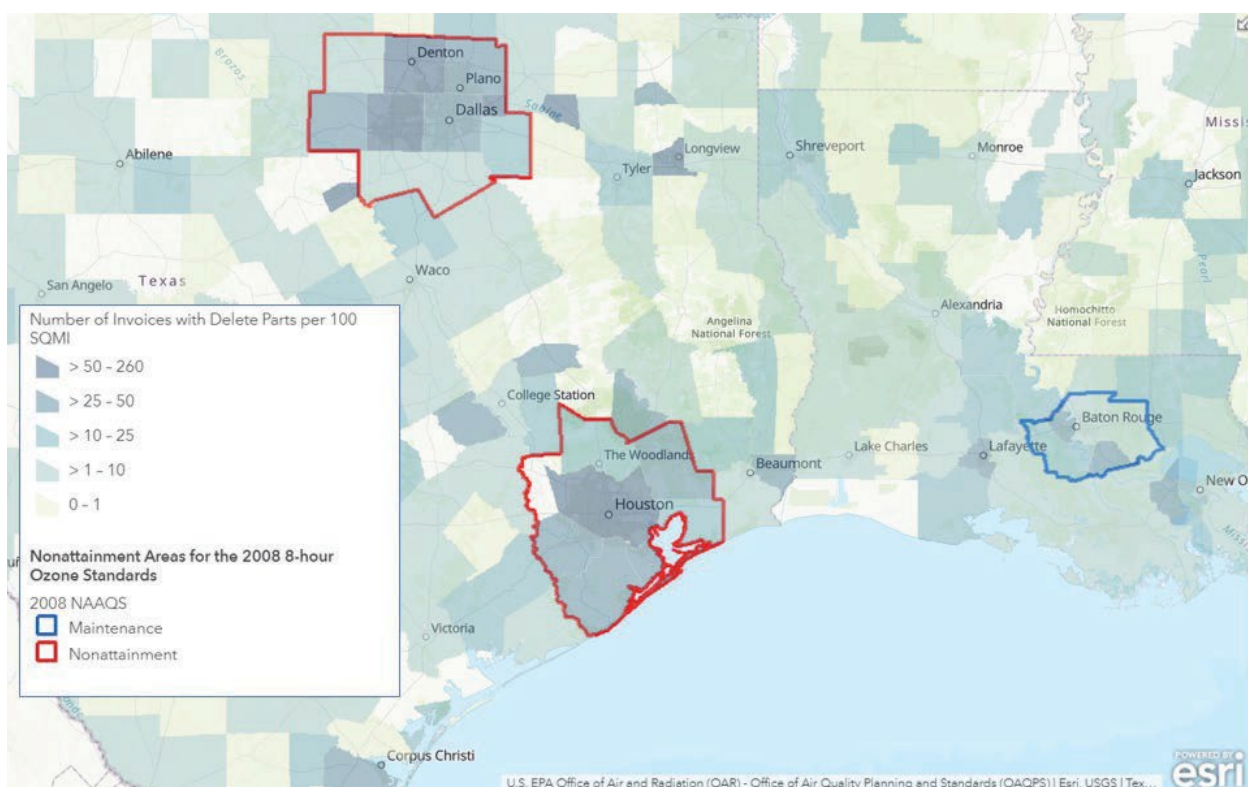 Brazos
Denton
Plano
Dallas
Sabine
Abilene
Longview
Tyler
Shreveport
Monroe
Missis
Jackson
Pearl
Waco
San Angelo
Texas
Alexandria
Homochitto
National Forest
Angelina
National Forest
College Station
The Woodlands
Houston
Beaumont
Lake Charles
Lafayette
Baton Rouge
New O
Victoria
Corpus Christi
Number of Invoices with Delete Parts per 100
SQMI
> 50 - 260
> 25 - 50
> 10 - 25
> 1 - 10
0 - 1
Nonattainment Areas for the 2008 8-hour
Ozone Standards
2008 NAAQS
Maintenance
Nonattainment
POWERED BY
esri
U.S. EPA Office of Air and Radiation (OAR) - Office of Air Quality Planning and Standards (OAQPS) | Esri, USGS | Tex...